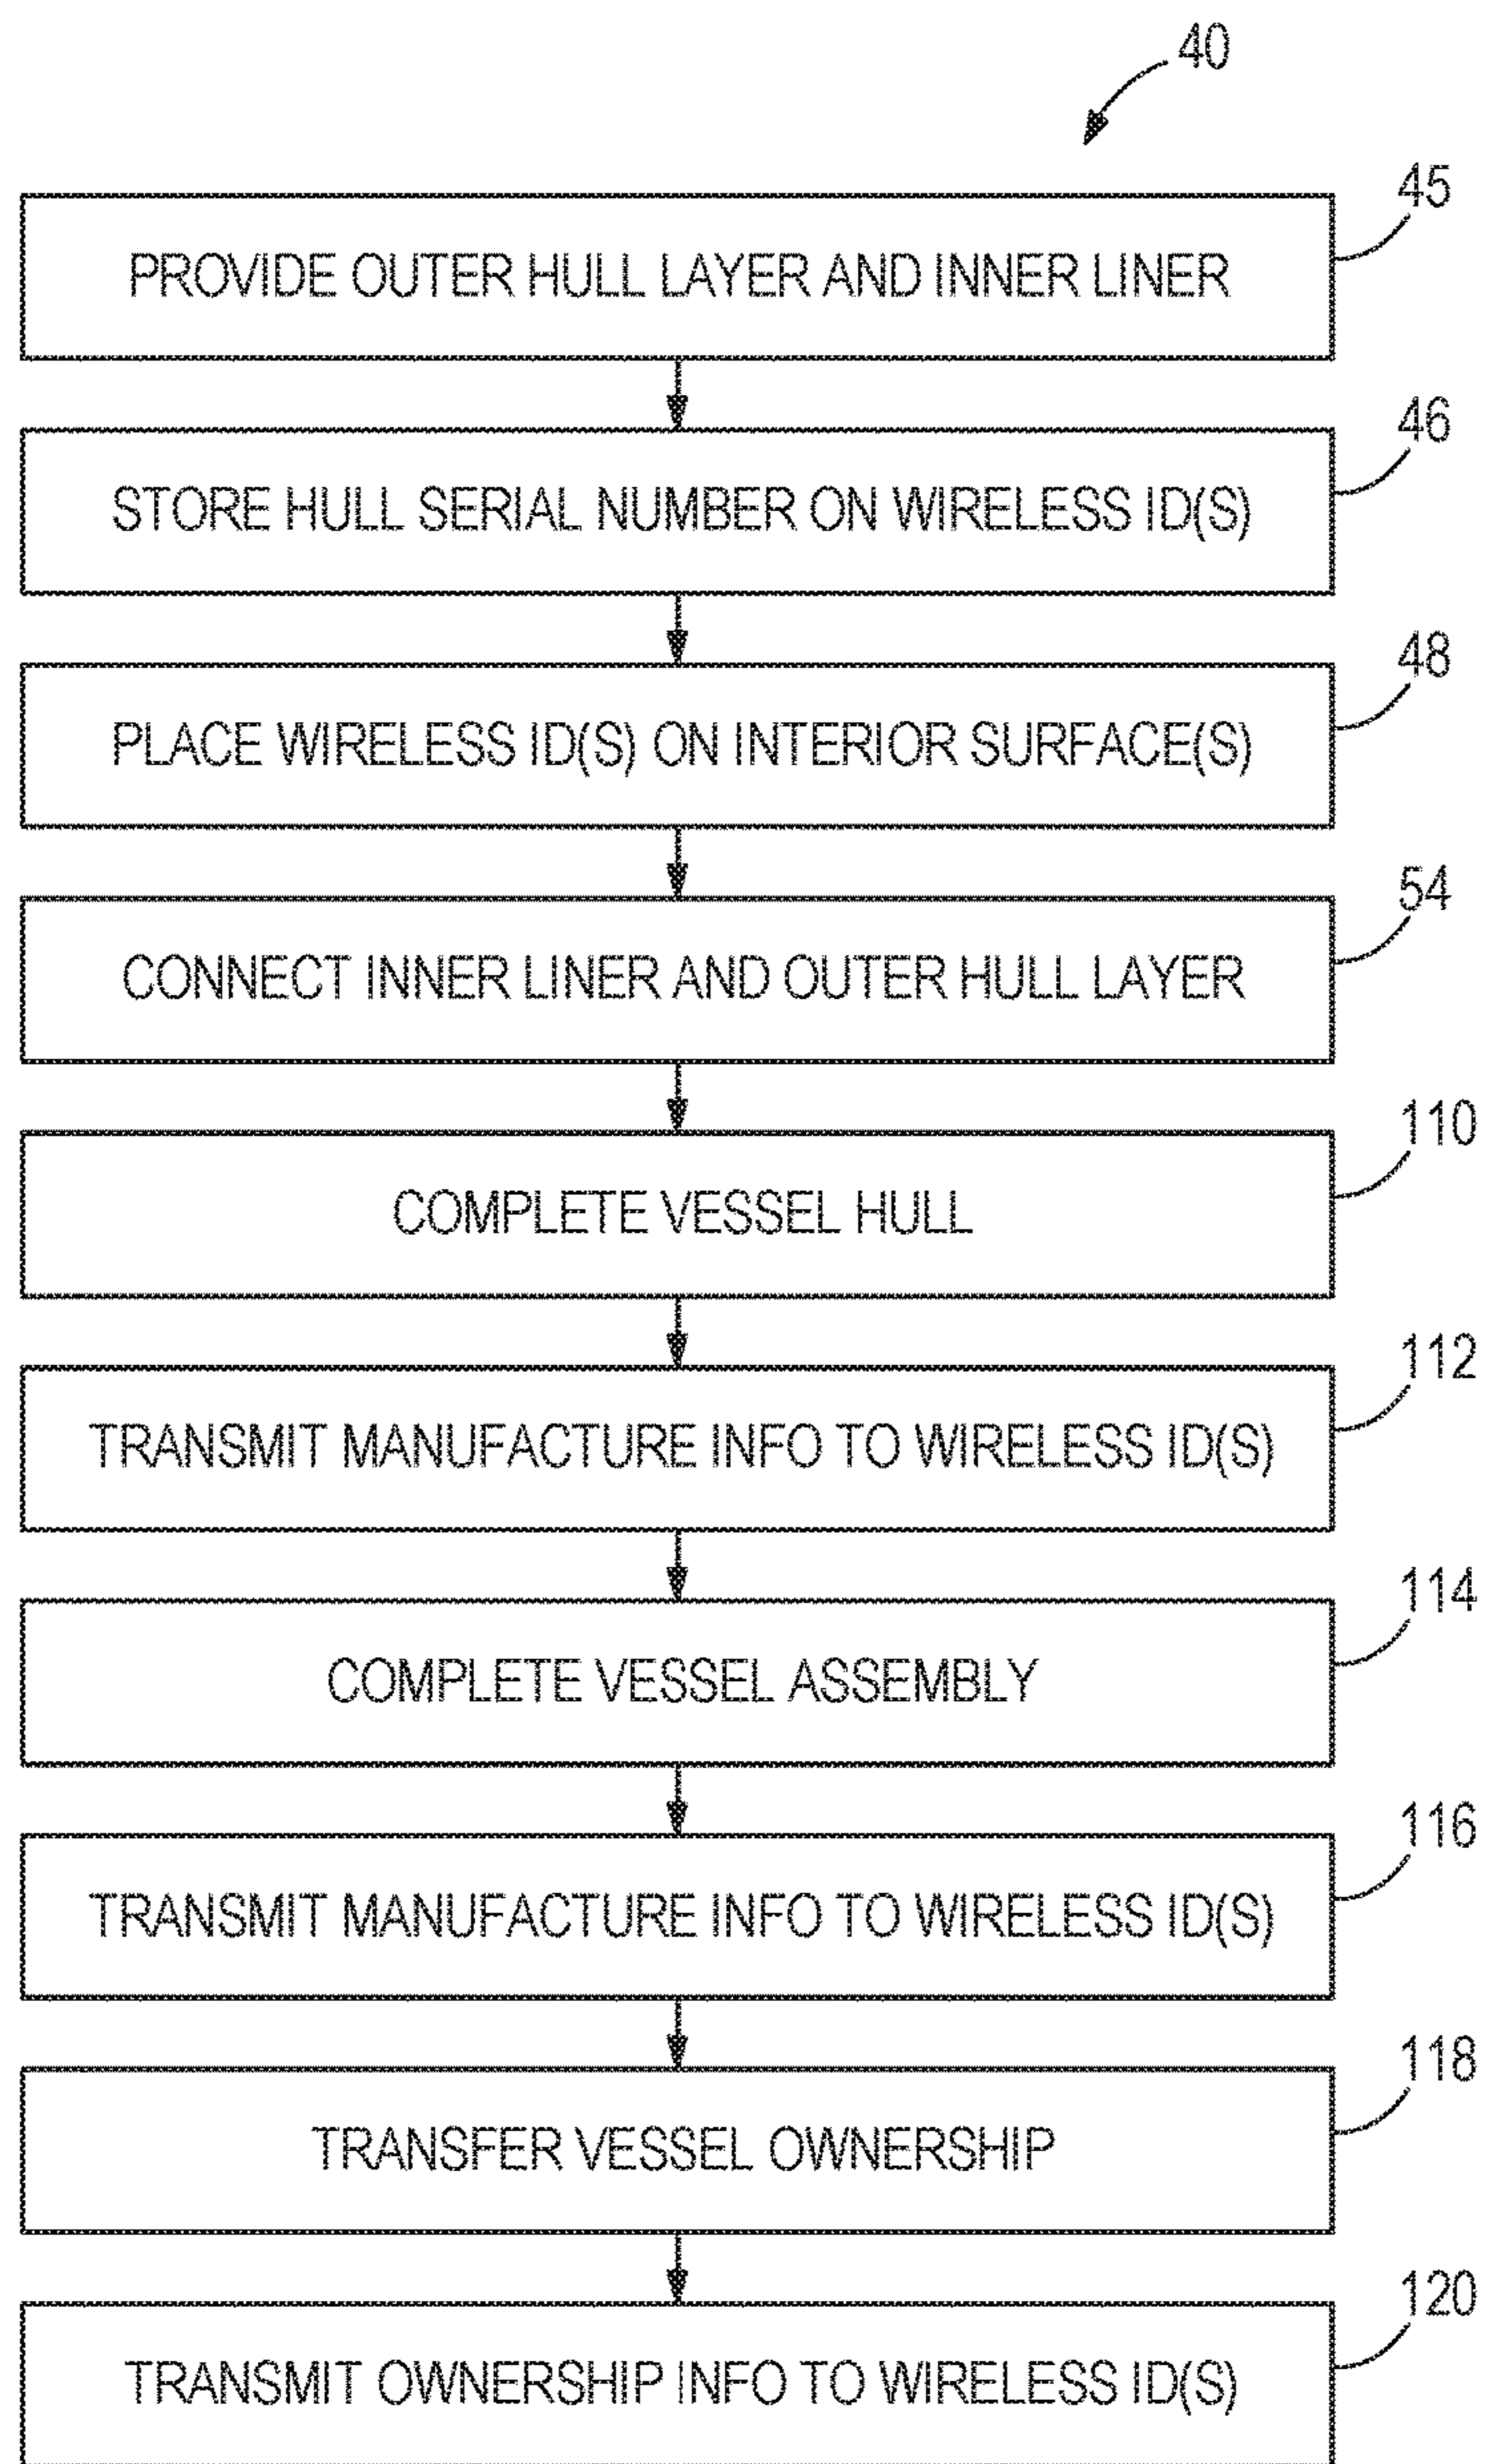 40
45
PROVIDE OUTER HULL LAYER AND INNER LINER
46
STORE HULL SERIAL NUMBER ON WIRELESS ID(S)
48
PLACE WIRELESS ID(S) ON INTERIOR SURFACE(S)
54
CONNECT INNER LINER AND OUTER HULL LAYER
110
COMPLETE VESSEL HULL
112
TRANSMIT MANUFACTURE INFO TO WIRELESS ID(S)
114
COMPLETE VESSEL ASSEMBLY
116
TRANSMIT MANUFACTURE INFO TO WIRELESS ID(S)
118
TRANSFER VESSEL OWNERSHIP
120
TRANSMIT OWNERSHIP INFO TO WIRELESS ID(S)